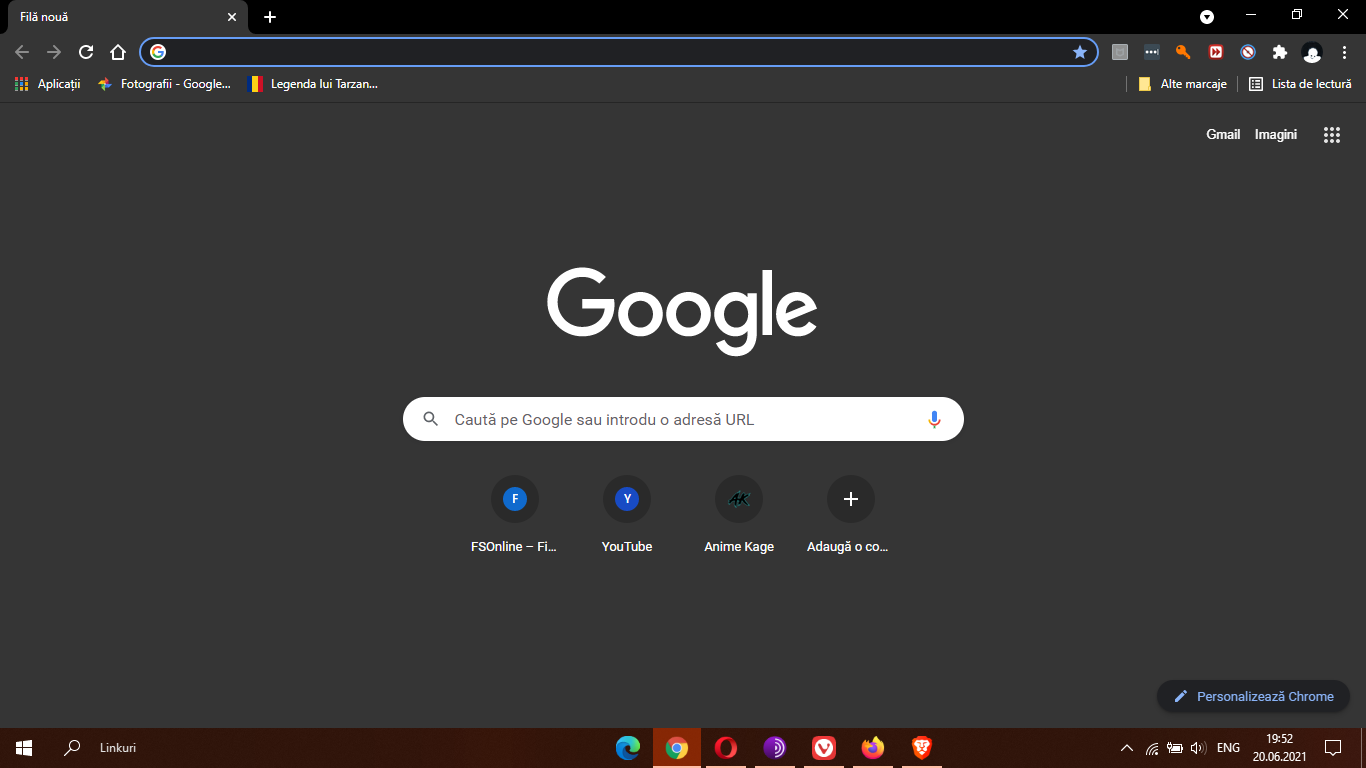 Filă nouă
Aplicații
Fotografii - Google...
Legenda lui Tarzan...
Alte marcaje
Lista de lectură
Gmail
Imagini
Google
Caută pe Google sau introdu o adresă URL
F
Y
AK
FSOnline – Fi...
YouTube
Anime Kage
Adaugă o co...
Personalizează Chrome
Linkuri
ENG
19:52
20.06.2021